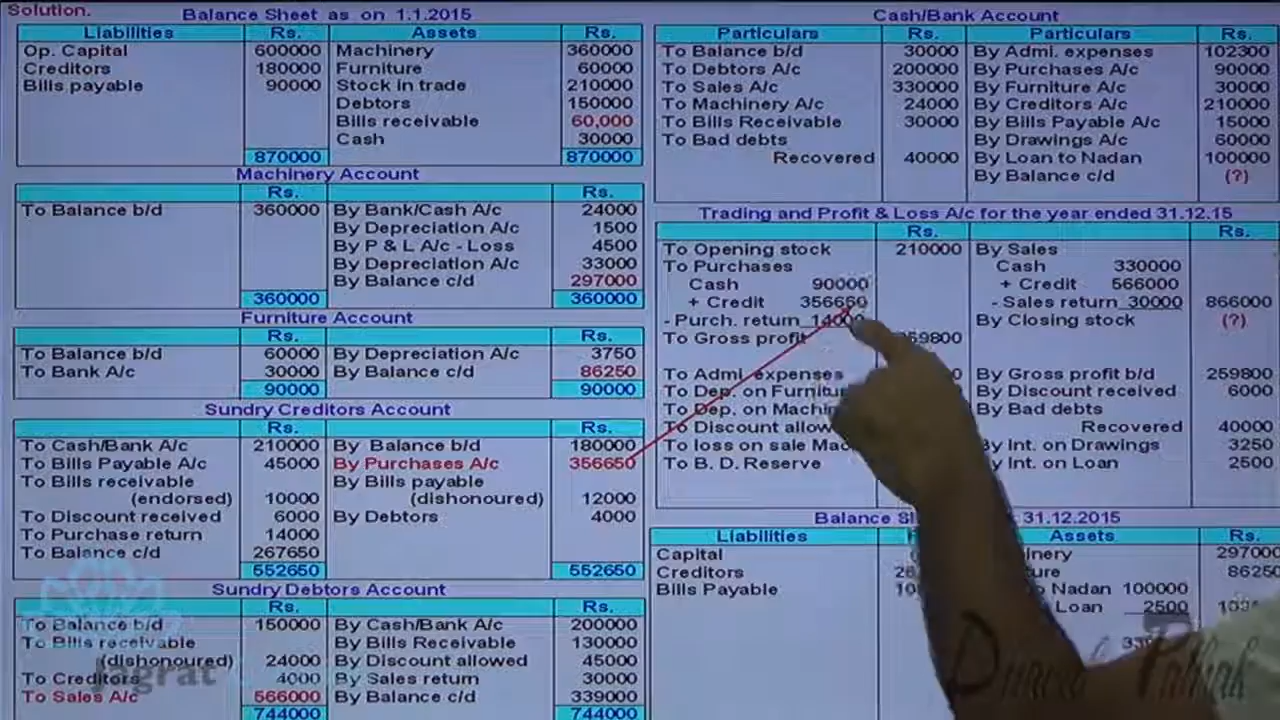 Solution.
Balance Sheet as on 1.1.2015
Liabilities Rs. Assets Rs.
Op. Capital 600000 Machinery 360000
Creditors 180000 Furniture 60000
Bills payable 90000 Stock in trade 210000
Debtors 150000
Bills receivable 60,000
Cash 30000
870000 870000
Machinery Account
Rs. Rs.
To Balance b/d 360000 By Bank/Cash A/c 24000
By Depreciation A/c 1500
By P & L A/c - Loss 4500
By Depreciation A/c 33000
By Balance c/d 297000
360000 360000
Furniture Account
Rs. Rs.
To Balance b/d 60000 By Depreciation A/c 3750
To Bank A/c 30000 By Balance c/d 86250
90000 90000
Sundry Creditors Account
Rs. Rs.
To Cash/Bank A/c 210000 By Balance b/d 180000
To Bills Payable A/c 45000 By Purchases A/c 356650
To Bills receivable By Bills payable
(endorsed) 10000 (dishonoured) 12000
To Discount received 6000 By Debtors 4000
To Purchase return 14000
To Balance c/d 267650
552650 552650
Sundry Debtors Account
Rs. Rs.
To Balance b/d 150000 By Cash/Bank A/c 200000
To Bills receivable By Bills Receivable 130000
(dishonoured) 24000 By Discount allowed 45000
To Creditors 4000 By Sales return 30000
To Sales A/c 566000 By Balance c/d 339000
744000 744000
Jagrat
Cash/Bank Account
Particulars Rs. Particulars Rs.
To Balance b/d 30000 By Admi. expenses 102300
To Debtors A/c 200000 By Purchases A/c 90000
To Sales A/c 330000 By Furniture A/c 30000
To Machinery A/c 24000 By Creditors A/c 210000
To Bills Receivable 30000 By Bills Payable A/c 15000
To Bad debts By Drawings A/c 60000
Recovered 40000 By Loan to Nadan 100000
By Balance c/d (?)
Trading and Profit & Loss A/c for the year ended 31.12.15
Rs. Rs.
To Opening stock 210000 By Sales
To Purchases Cash 330000
Cash 90000 + Credit 566000
+ Credit 356650 - Sales return 30000 866000
- Purch. return 14000 By Closing stock (?)
To Gross profit
To Admi. expenses By Gross profit b/d 259800
To Dep. on By Discount received 6000
To Dep. on By Bad debts
To Discount Recovered 40000
To loss on sale By Int. on Drawings 3250
To B. D. Reserve By Int. on Loan 2500
Balance 31.12.2015
Liabilities Assets Rs.
Capital 297000
Creditors 86250
Bills Payable Nadan 100000
Loan 2500
Pathak